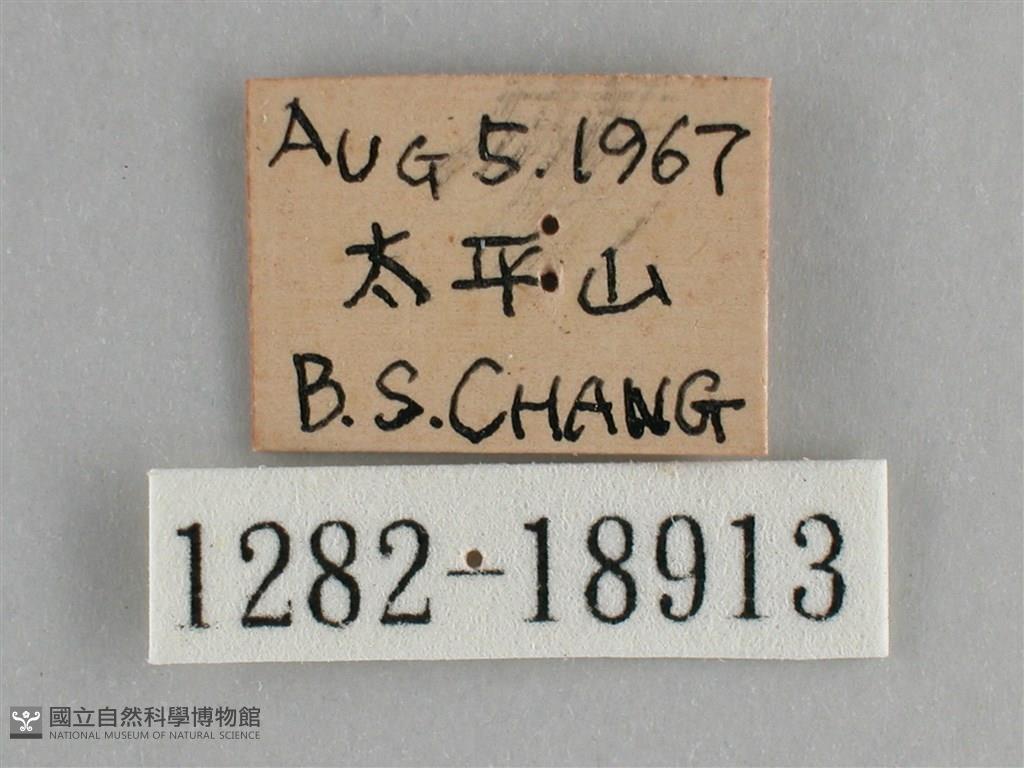 AUG 5. 1967
太平山
B.S.CHANG
1282-18913
國立自然科學博物館
NATIONAL MUSEUM OF NATURAL SCIENCE